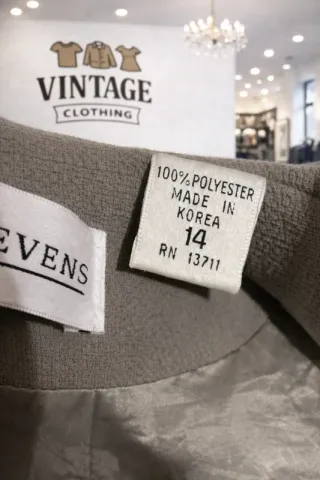 VINTAGE
CLOTHING
EVENS
100% POLYESTER
MADE IN
KOREA
14
RN 13711